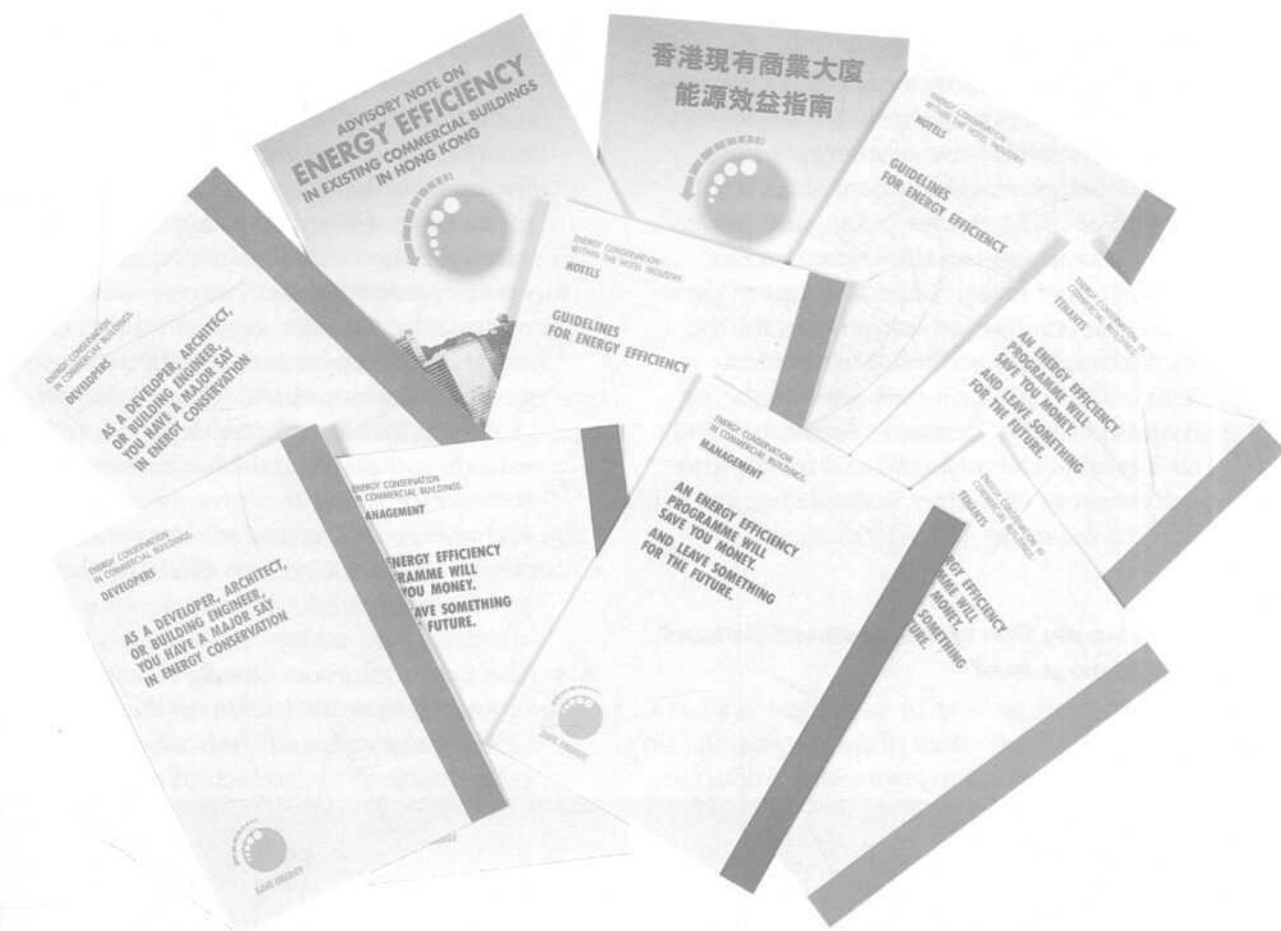 ADVISORY NOTE ON
ENERGY EFFICIENCY
IN EXISTING COMMERCIAL BUILDINGS
IN HONG KONG
香港現有商業大廈
能源效益指南
ENERGY CONSERVATION
WITHIN THE HOTEL INDUSTRY
HOTELS
GUIDELINES
FOR ENERGY EFFICIENCY
ENERGY CONSERVATION
IN COMMERCIAL BUILDINGS
DEVELOPERS
AS A DEVELOPER, ARCHITECT,
OR BUILDING ENGINEER,
YOU HAVE A MAJOR SAY
IN ENERGY CONSERVATION
ENERGY CONSERVATION
WITHIN THE HOTEL INDUSTRY
HOTELS
GUIDELINES
FOR ENERGY EFFICIENCY
ENERGY CONSERVATION IN
COMMERCIAL BUILDINGS
TENANTS
AN ENERGY EFFICIENCY
PROGRAMME WILL
SAVE YOU MONEY.
AND LEAVE SOMETHING
FOR THE FUTURE.
ENERGY CONSERVATION
IN COMMERCIAL BUILDINGS
DEVELOPERS
AS A DEVELOPER, ARCHITECT,
OR BUILDING ENGINEER,
YOU HAVE A MAJOR SAY
IN ENERGY CONSERVATION
SAVE ENERGY
ENERGY CONSERVATION
IN COMMERCIAL BUILDINGS
ANAGEMENT
ENERGY EFFICIENCY
RAMME WILL
YOU MONEY.
AVE SOMETHING
FUTURE.
ENERGY CONSERVATION
IN COMMERCIAL BUILDINGS
MANAGEMENT
AN ENERGY EFFICIENCY
PROGRAMME WILL
SAVE YOU MONEY.
AND LEAVE SOMETHING
FOR THE FUTURE.
SAVE ENERGY
ENERGY CONSERVATION IN
COMMERCIAL BUILDINGS
TENANTS
ERGY EFFICIENCY
MME WILL
MONEY.
SOMETHING
FUTURE.